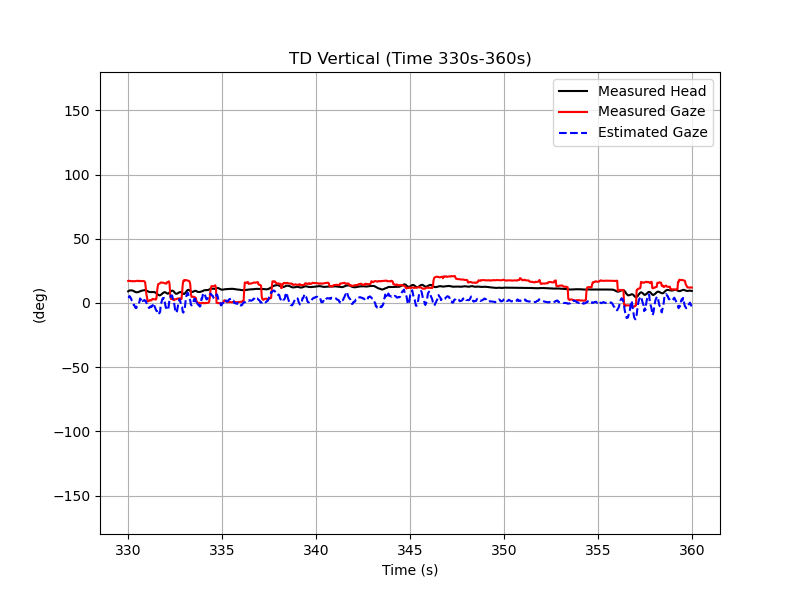 TD Vertical (Time 330s-360s)
Measured Head
Measured Gaze
Estimated Gaze
150
100
50
0
−50
−100
−150
(deg)
330 335 340 345 350 355 360
Time (s)